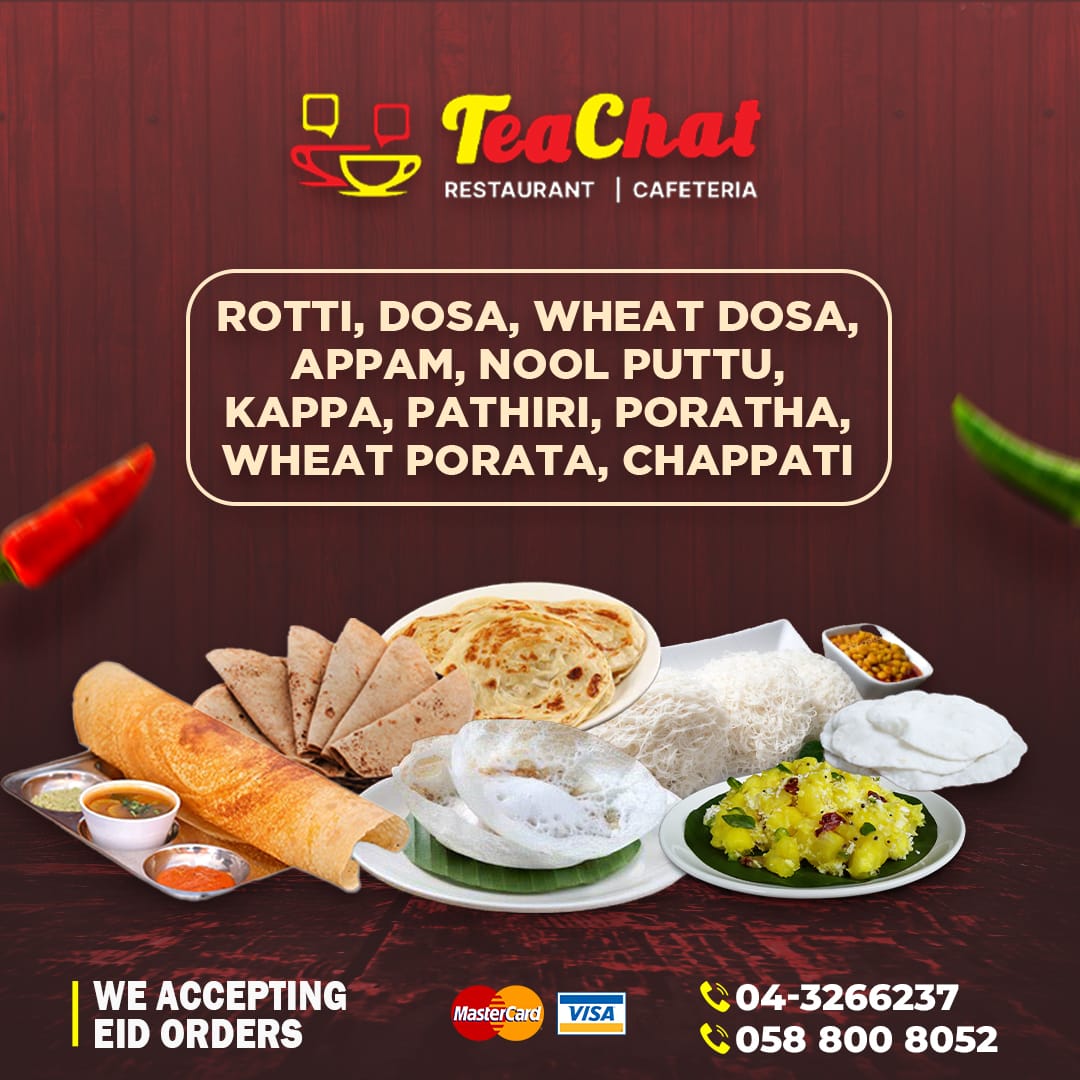 TeaChat
RESTAURANT | CAFETERIA
ROTTI, DOSA, WHEAT DOSA,
APPAM, NOOL PUTTU,
KAPPA, PATHIRI, PORATHA,
WHEAT PORATA, CHAPPATI
WE ACCEPTING
EID ORDERS
MasterCard
VISA
04-3266237
058 800 8052